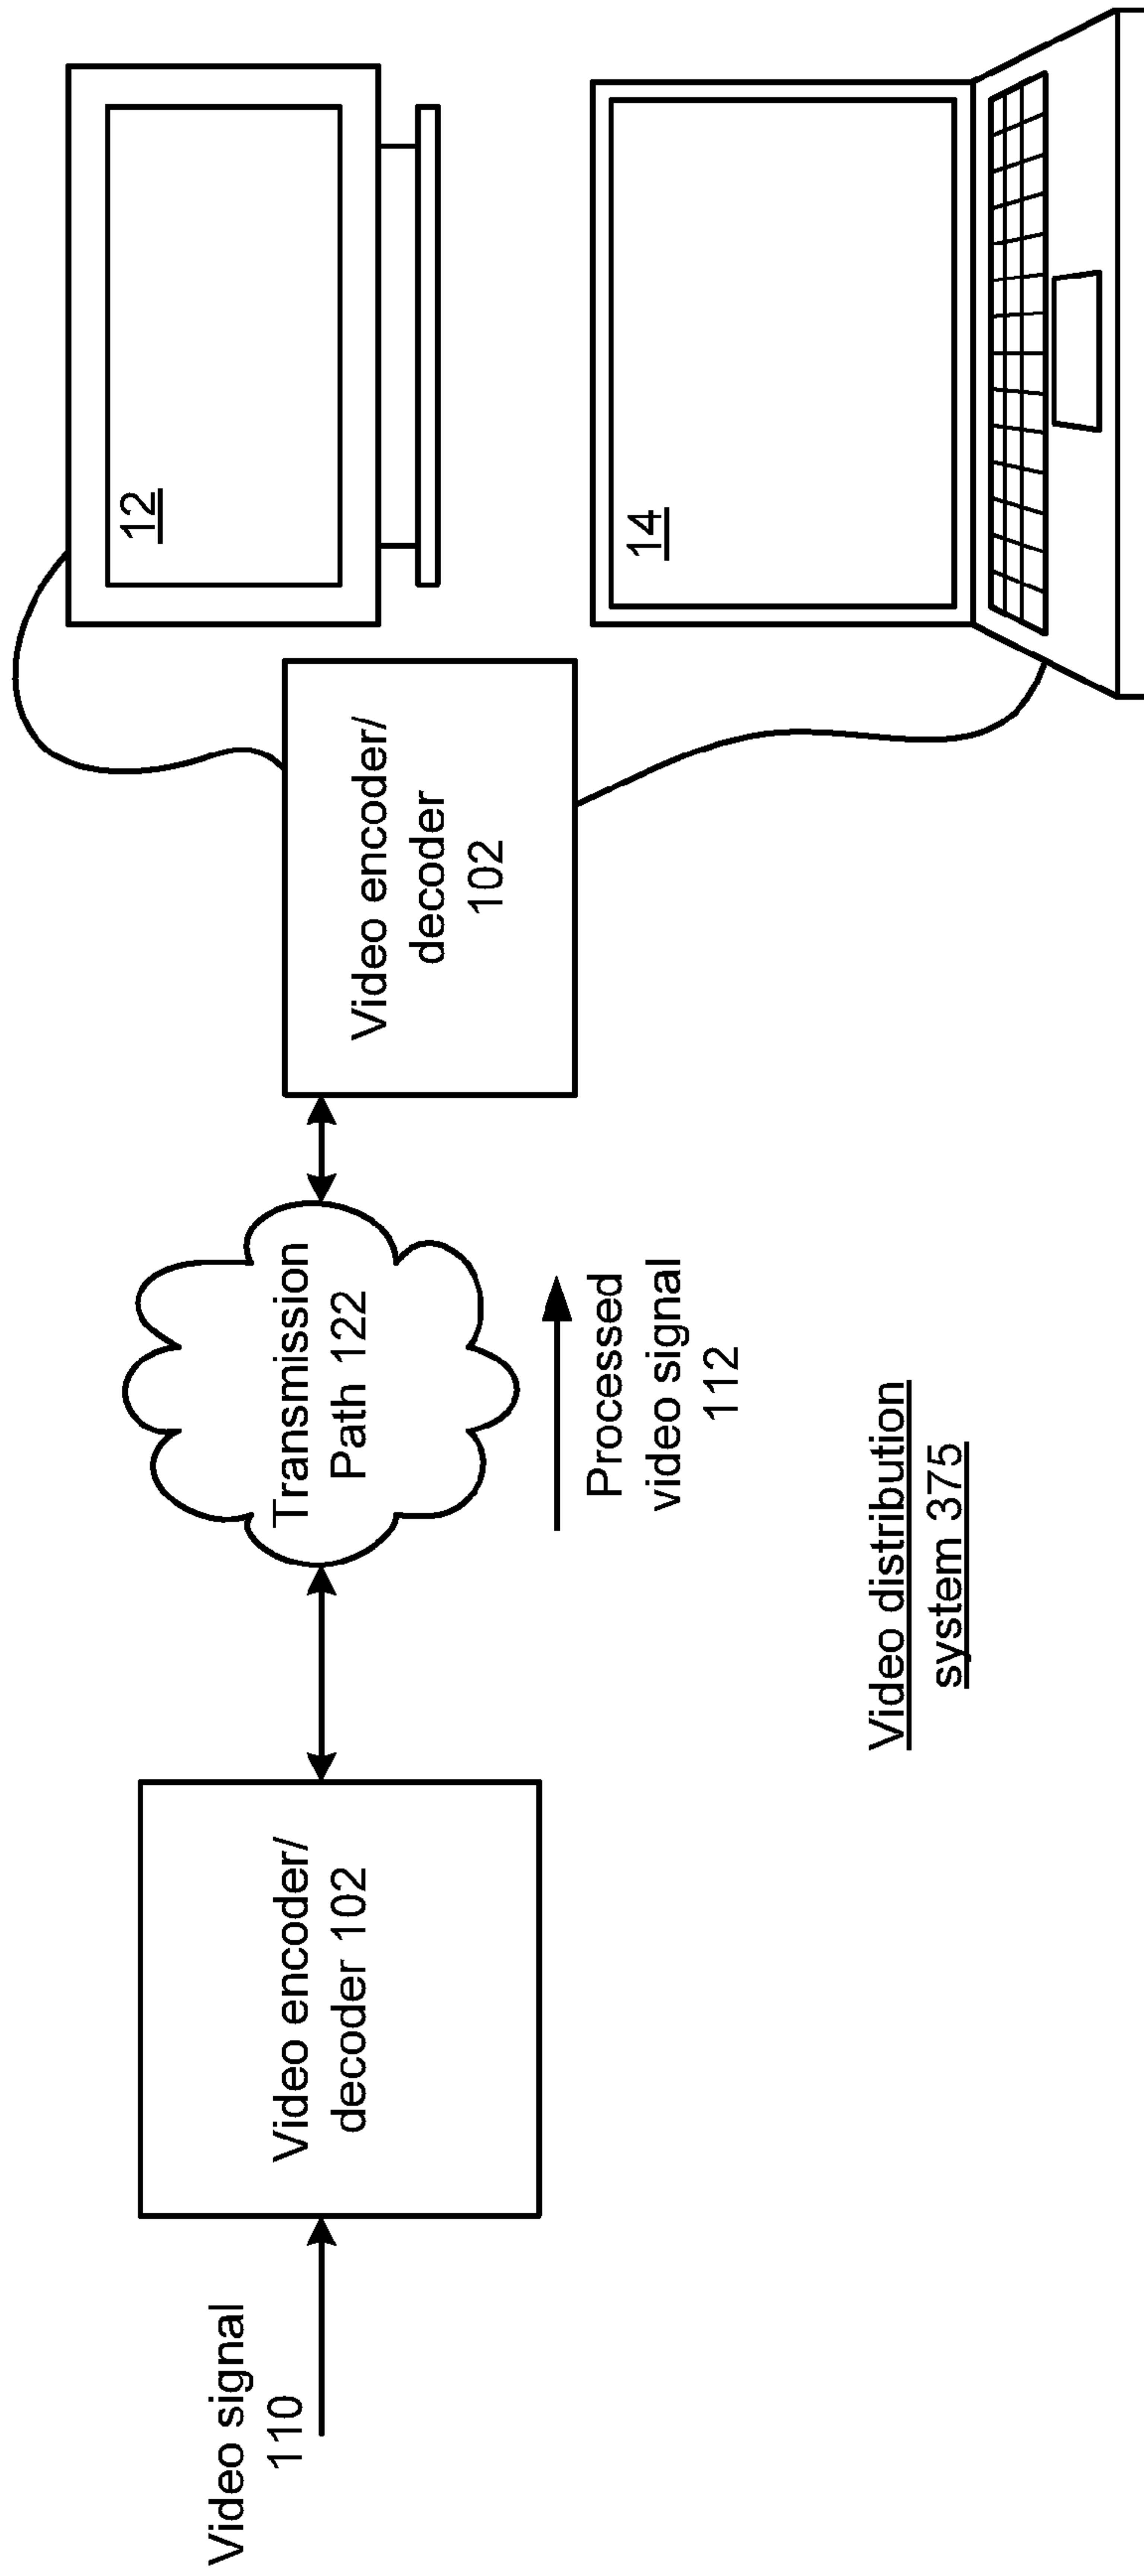 Video signal
110
Video encoder/
decoder 102
Transmission
Path 122
Processed
video signal
112
Video encoder/
decoder
102
12
14
Video distribution
system 375